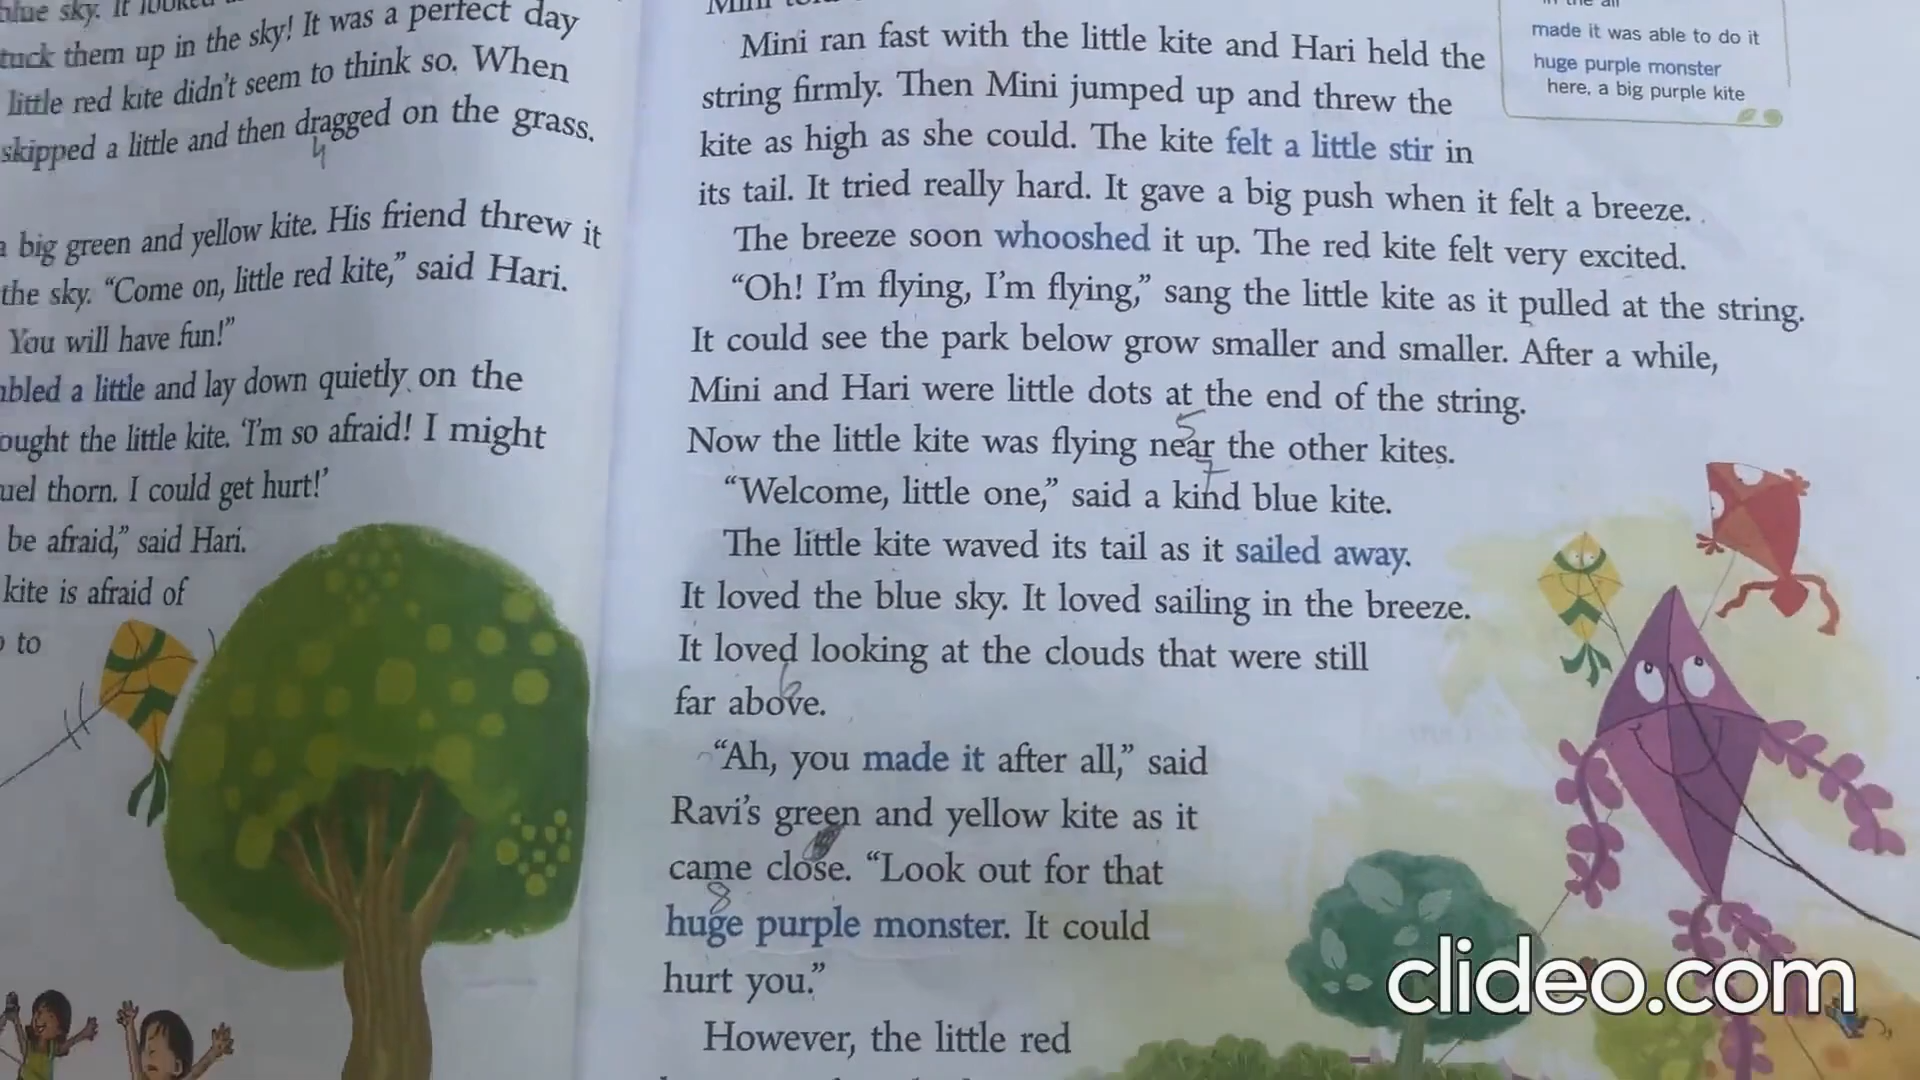 blue sky. It looked
tuck them up in the sky! It was a perfect day
little red kite didn't seem to think so. When
skipped a little and then dragged on the grass.
4
a big green and yellow kite. His friend threw it
the sky. “Come on, little red kite,” said Hari.
You will have fun!”
bled a little and lay down quietly on the
ought the little kite. ‘I'm so afraid! I might
uel thorn. I could get hurt!’
be afraid,” said Hari.
kite is afraid of
to
Mini
Mini ran fast with the little kite and Hari held the
string firmly. Then Mini jumped up and threw the
kite as high as she could. The kite felt a little stir in
its tail. It tried really hard. It gave a big push when it felt a breeze.
The breeze soon whooshed it up. The red kite felt very excited.
“Oh! I'm flying, I'm flying,” sang the little kite as it pulled at the string.
It could see the park below grow smaller and smaller. After a while,
Mini and Hari were little dots at the end of the string.
5
Now the little kite was flying near the other kites.
7
“Welcome, little one,” said a kind blue kite.
The little kite waved its tail as it sailed away.
It loved the blue sky. It loved sailing in the breeze.
It loved looking at the clouds that were still
6
far above.
“Ah, you made it after all,” said
Ravi's green and yellow kite as it
came close. “Look out for that
8
huge purple monster. It could
hurt you.”
However, the little red
made it was able to do it
huge purple monster
here, a big purple kite
clideo.com